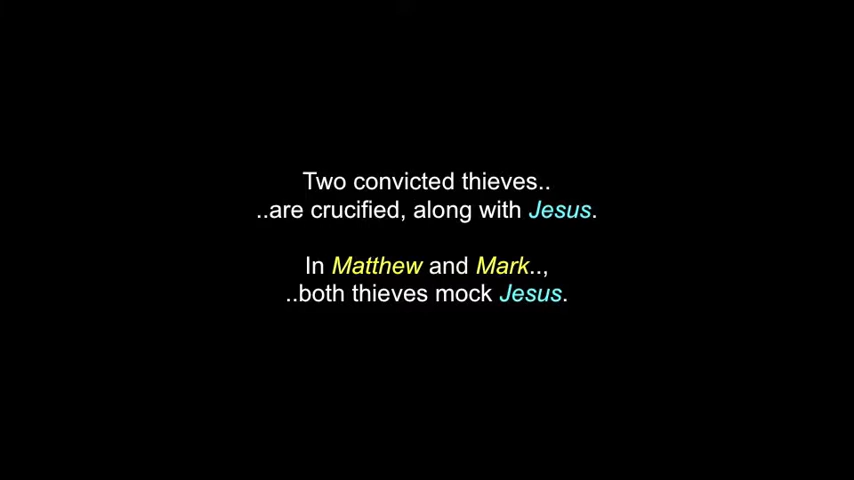 Two convicted thieves..
..are crucified, along with Jesus.
In Matthew and Mark..,
..both thieves mock Jesus.